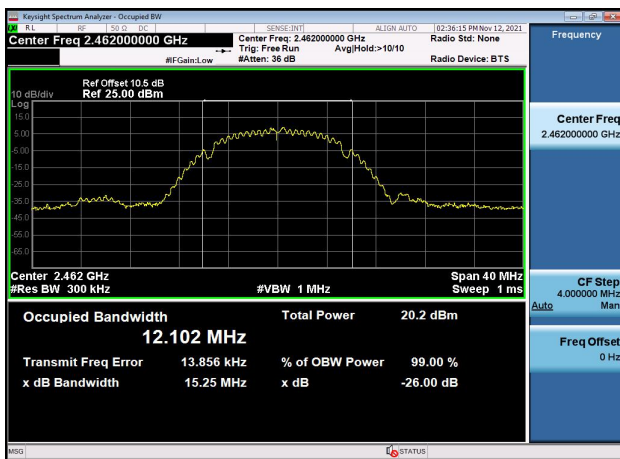 Keysight Spectrum Analyzer - Occupied BW
RL RF 50 Ω DC SENSE:INT ALIGN AUTO 02:36:15 PM Nov 12, 2021
Center Freq 2.462000000 GHz
Center Freq: 2.462000000 GHz
Trig: Free Run Avg|Hold:>10/10
#IFGain:Low #Atten: 36 dB
Radio Std: None
Radio Device: BTS
Frequency
Ref Offset 10.5 dB
10 dB/div Ref 25.00 dBm
Log
15.0
5.00
-5.00
-15.0
-25.0
-35.0
-45.0
-55.0
-65.0
Center 2.462 GHz Span 40 MHz
#Res BW 300 kHz #VBW 1 MHz Sweep 1 ms
Occupied Bandwidth Total Power 20.2 dBm
12.102 MHz
Transmit Freq Error 13.856 kHz % of OBW Power 99.00 %
x dB Bandwidth 15.25 MHz x dB -26.00 dB
Center Freq
2.462000000 GHz
CF Step
4.000000 MHz
Auto Man
Freq Offset
0 Hz
MSG STATUS